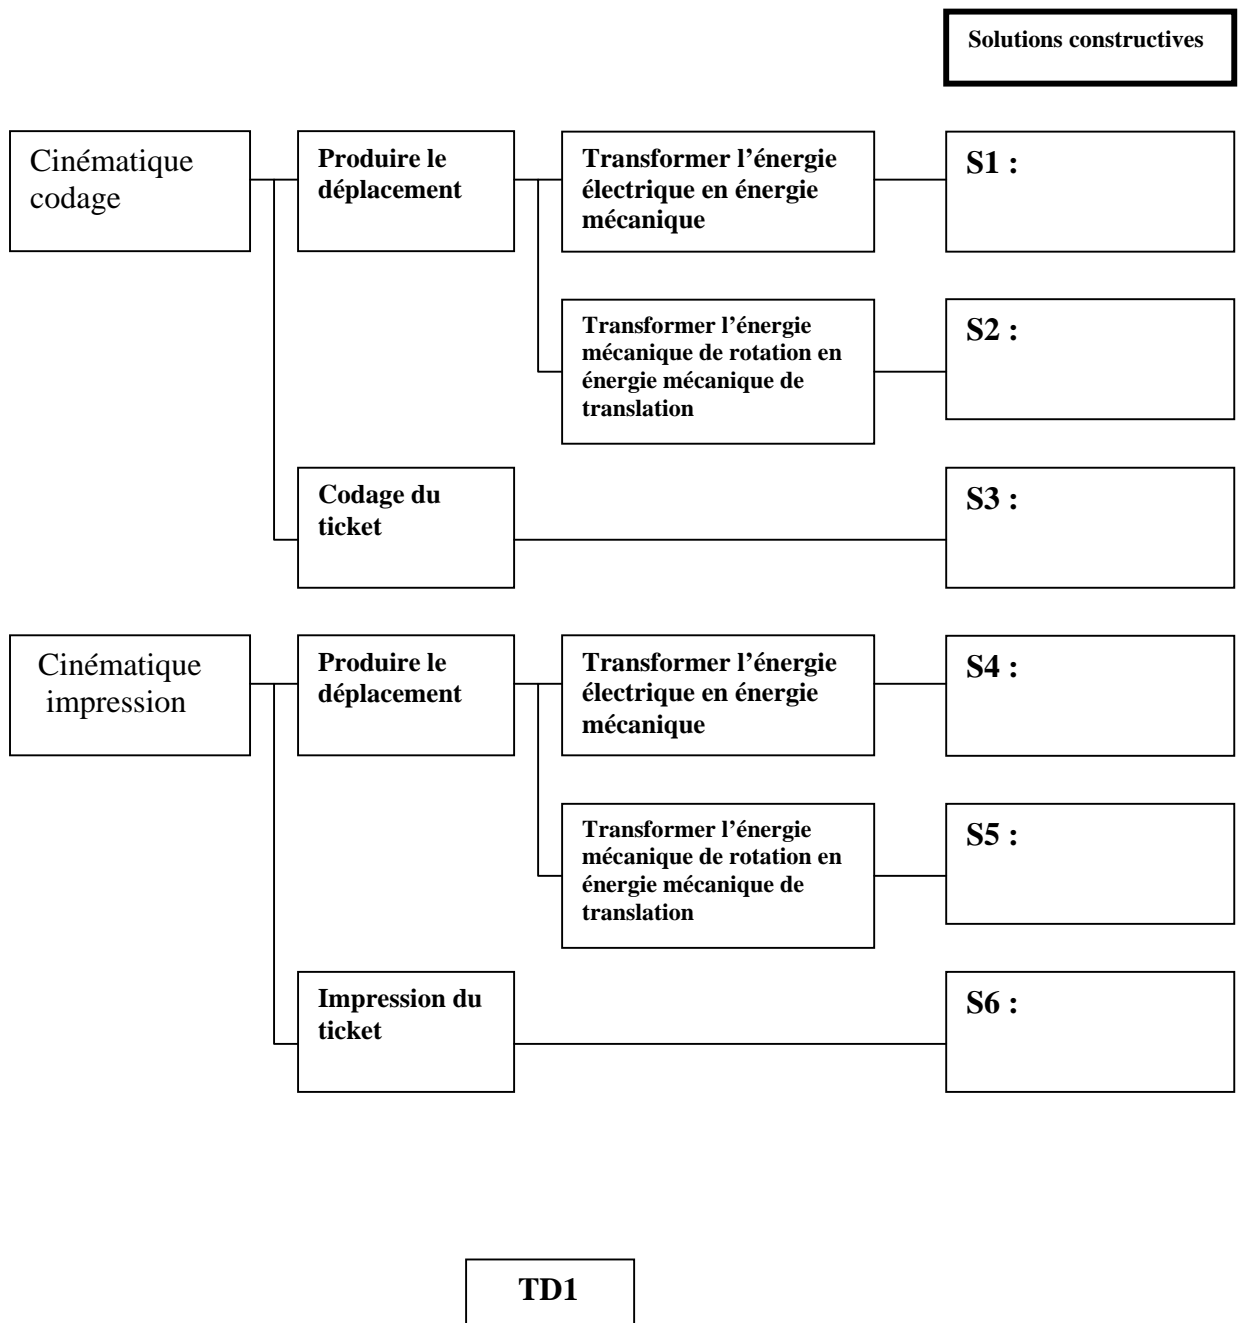 Solutions constructives
Cinématique
codage
Produire le
déplacement
Transformer l’énergie
électrique en énergie
mécanique
S1 :
Transformer l’énergie
mécanique de rotation en
énergie mécanique de
translation
S2 :
Codage du
ticket
S3 :
Cinématique
impression
Produire le
déplacement
Transformer l’énergie
électrique en énergie
mécanique
S4 :
Transformer l’énergie
mécanique de rotation en
énergie mécanique de
translation
S5 :
Impression du
ticket
S6 :
TD1